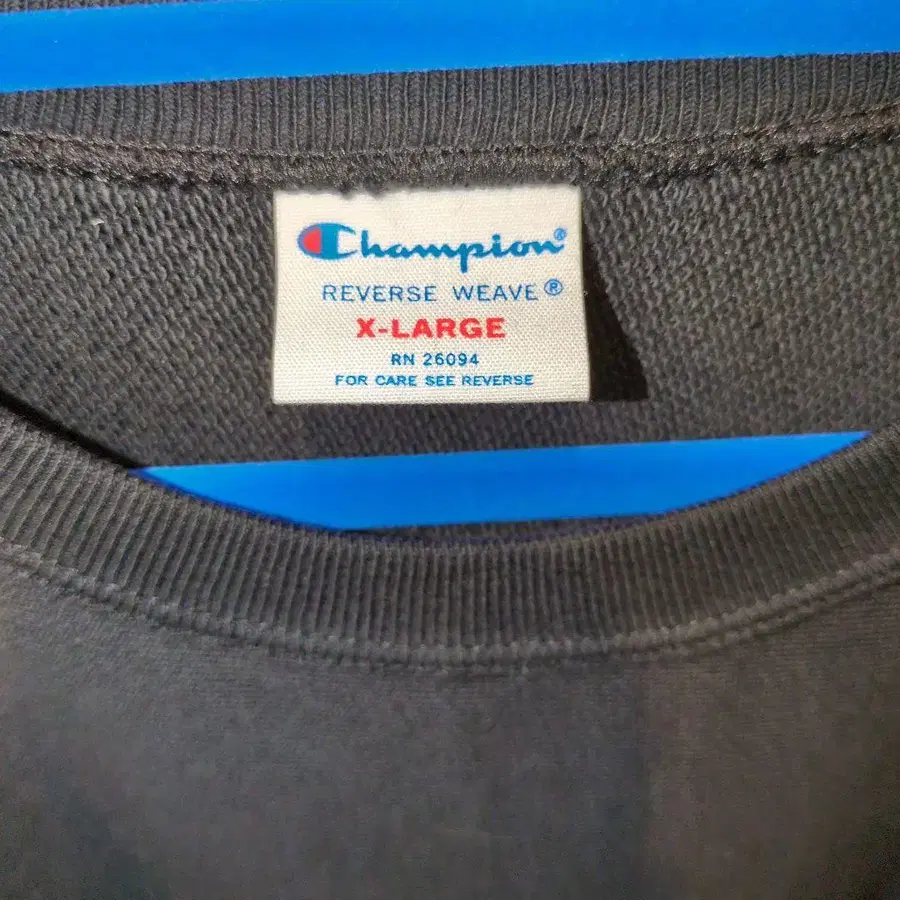 Champion®
REVERSE WEAVE®
X-LARGE
RN 26094
FOR CARE SEE REVERSE